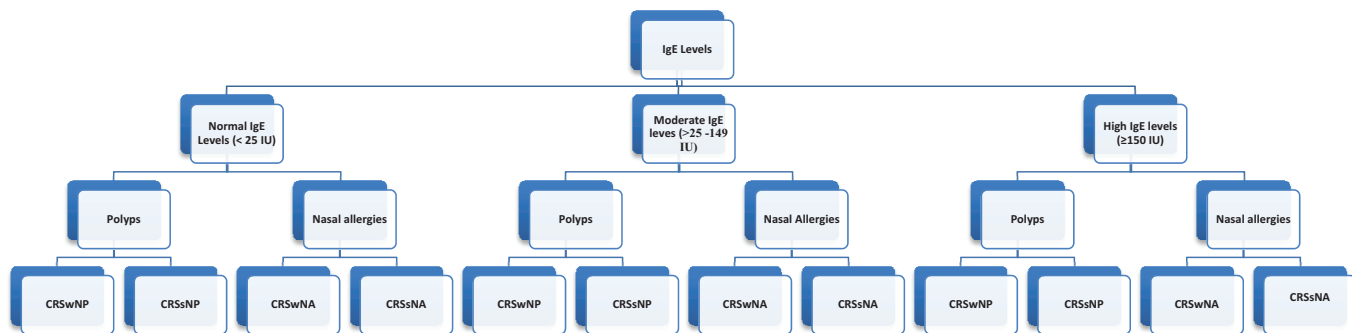 IgE Levels
Normal IgE
Levels (< 25 IU)
Moderate IgE
leves (>25 -149
IU)
High IgE levels
(≥150 IU)
Polyps
Nasal allergies
Polyps
Nasal Allergies
Polyps
Nasal allergies
CRSwNP
CRSsNP
CRSwNA
CRSsNA
CRSwNP
CRSsNP
CRSwNA
CRSsNA
CRSwNP
CRSsNP
CRSwNA
CRSsNA